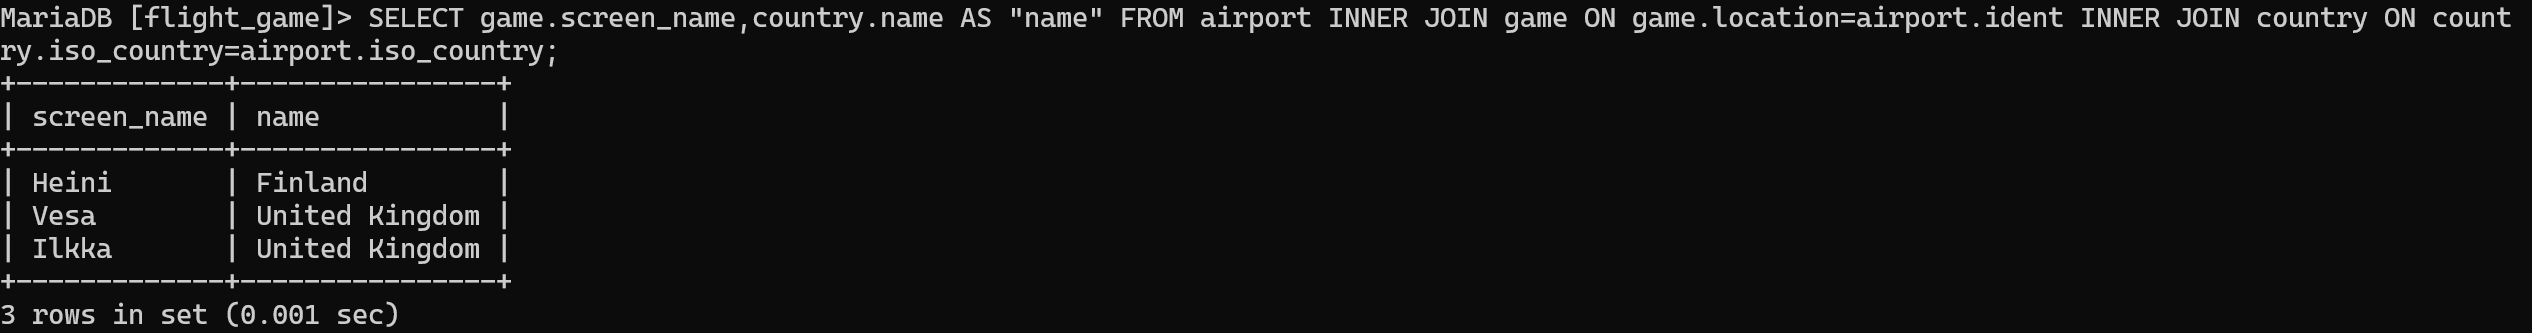 MariaDB [flight_game]> SELECT game.screen_name,country.name AS "name" FROM airport INNER JOIN game ON game.location=airport.ident INNER JOIN country ON count
ry.iso_country=airport.iso_country;
+-------------+----------------+
| screen_name | name           |
+-------------+----------------+
| Heini       | Finland        |
| Vesa        | United Kingdom |
| Ilkka       | United Kingdom |
+-------------+----------------+
3 rows in set (0.001 sec)